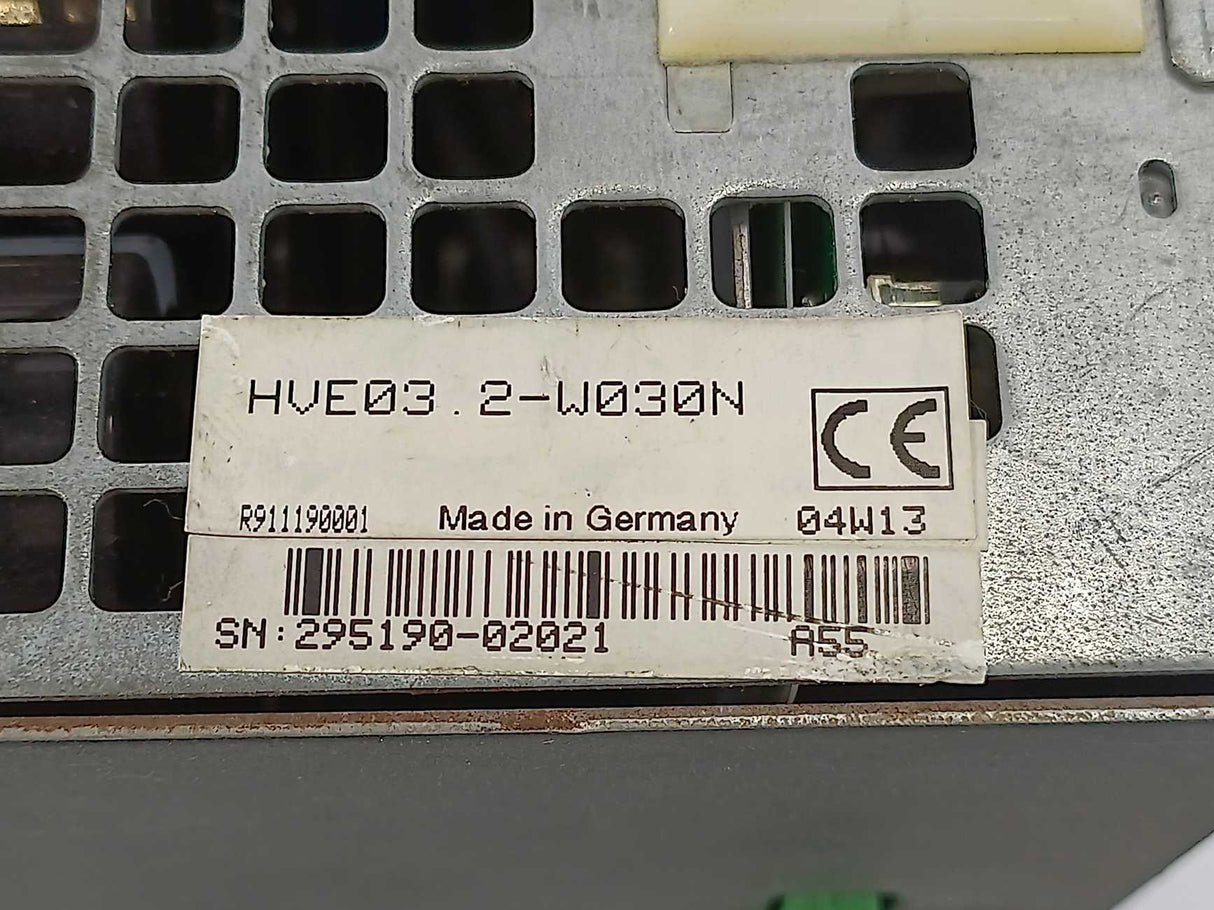 HVE03.2-W030N
CE
R911190001 Made in Germany 04W13
SN:295190-02021 A55